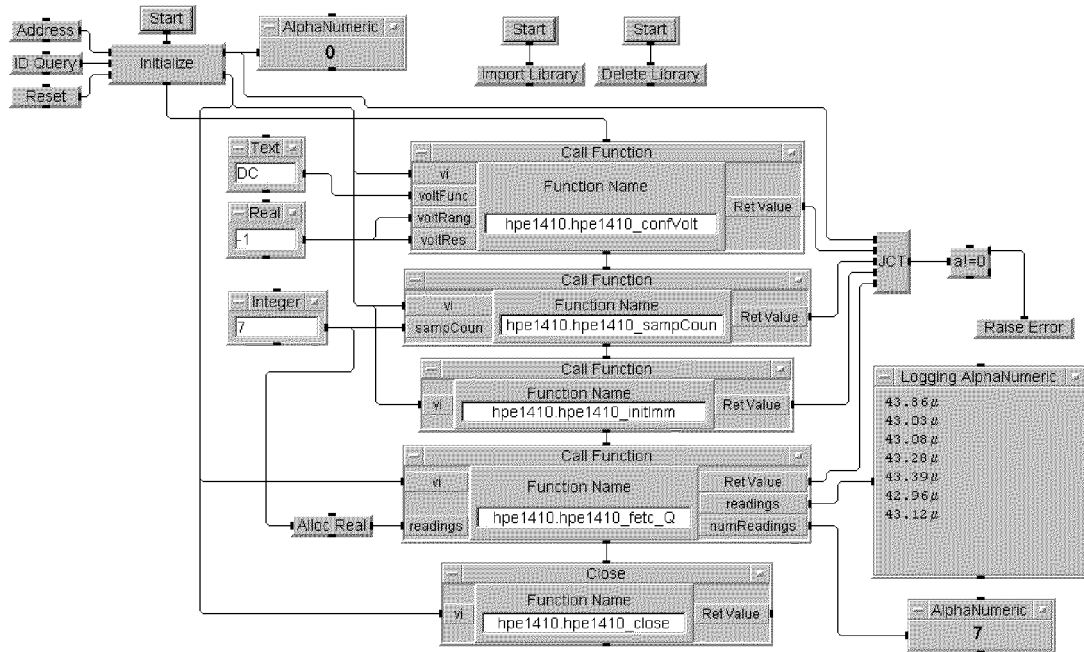 Start
Address
ID Query
Reset
Initialize
AlphaNumeric
0
Start
Import Library
Start
Delete Library
Text
DC
Real
-1
Integer
7
Alloc Real
Call Function
vi
voltFunc
voltRang
voltRes
Function Name
hpe1410.hpe1410_confVolt
Ret Value
Call Function
vi
sampCoun
Function Name
hpe1410.hpe1410_sampCoun
Ret Value
Call Function
vi
Function Name
hpe1410.hpe1410_initImm
Ret Value
Call Function
vi
readings
Function Name
hpe1410.hpe1410_fetc_Q
Ret Value
readings
numReadings
Close
vi
Function Name
hpe1410.hpe1410_close
Ret Value
JCT
a!=0
Raise Error
Logging AlphaNumeric
43.86µ
43.03µ
43.08µ
43.28µ
43.39µ
42.96µ
43.12µ
AlphaNumeric
7